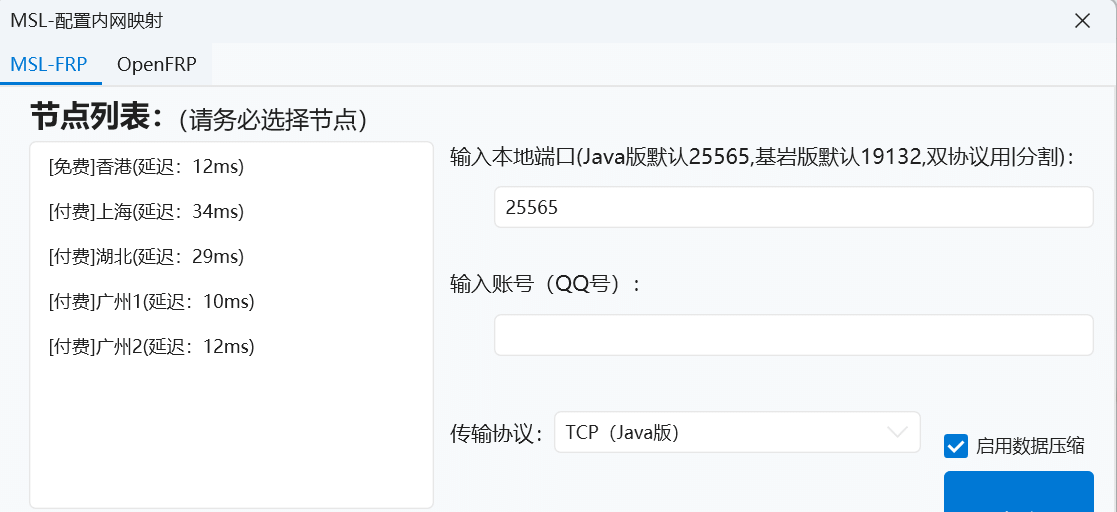 MSL-配置内网映射
MSL-FRP OpenFRP
节点列表：（请务必选择节点）
[免费]香港(延迟：12ms)
[付费]上海(延迟：34ms)
[付费]湖北(延迟：29ms)
[付费]广州1(延迟：10ms)
[付费]广州2(延迟：12ms)
输入本地端口(Java版默认25565,基岩版默认19132,双协议用|分割)：
25565
输入账号（QQ号）：
传输协议：
TCP（Java版）
启用数据压缩